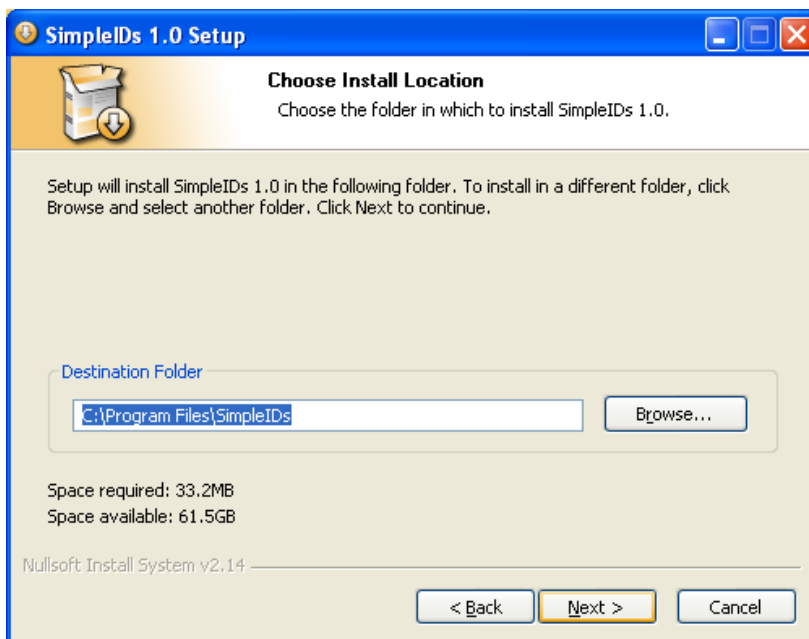 SimpleIDs 1.0 Setup
Choose Install Location
Choose the folder in which to install SimpleIDs 1.0.
Setup will install SimpleIDs 1.0 in the following folder. To install in a different folder, click
Browse and select another folder. Click Next to continue.
Destination Folder
C:\Program Files\SimpleIDs
Browse...
Space required: 33.2MB
Space available: 61.5GB
Nullsoft Install System v2.14
< Back
Next >
Cancel